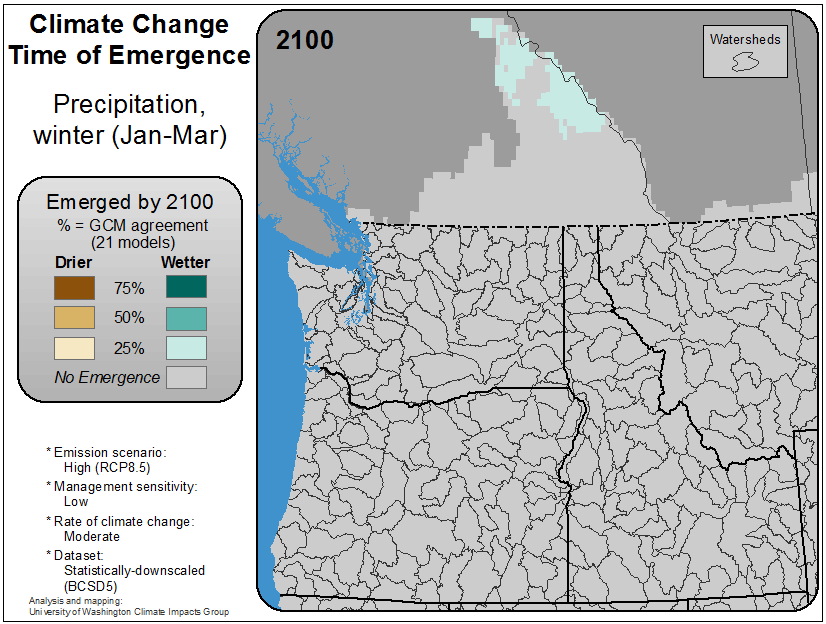 Climate Change
Time of Emergence
Precipitation,
winter (Jan-Mar)
Emerged by 2100
% = GCM agreement
(21 models)
Drier Wetter
75%
50%
25%
No Emergence
* Emission scenario:
High (RCP8.5)
* Management sensitivity:
Low
* Rate of climate change:
Moderate
* Dataset:
Statistically-downscaled
(BCSD5)
Analysis and mapping:
University of Washington Climate Impacts Group
2100
Watersheds